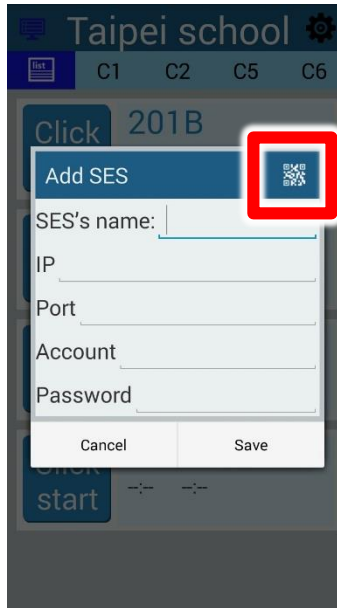 Taipei school
list C1 C2 C5 C6
Click 201B
Add SES
SES's name:
IP
Port
Account
Password
Cancel Save
Click
start --:-- --:--